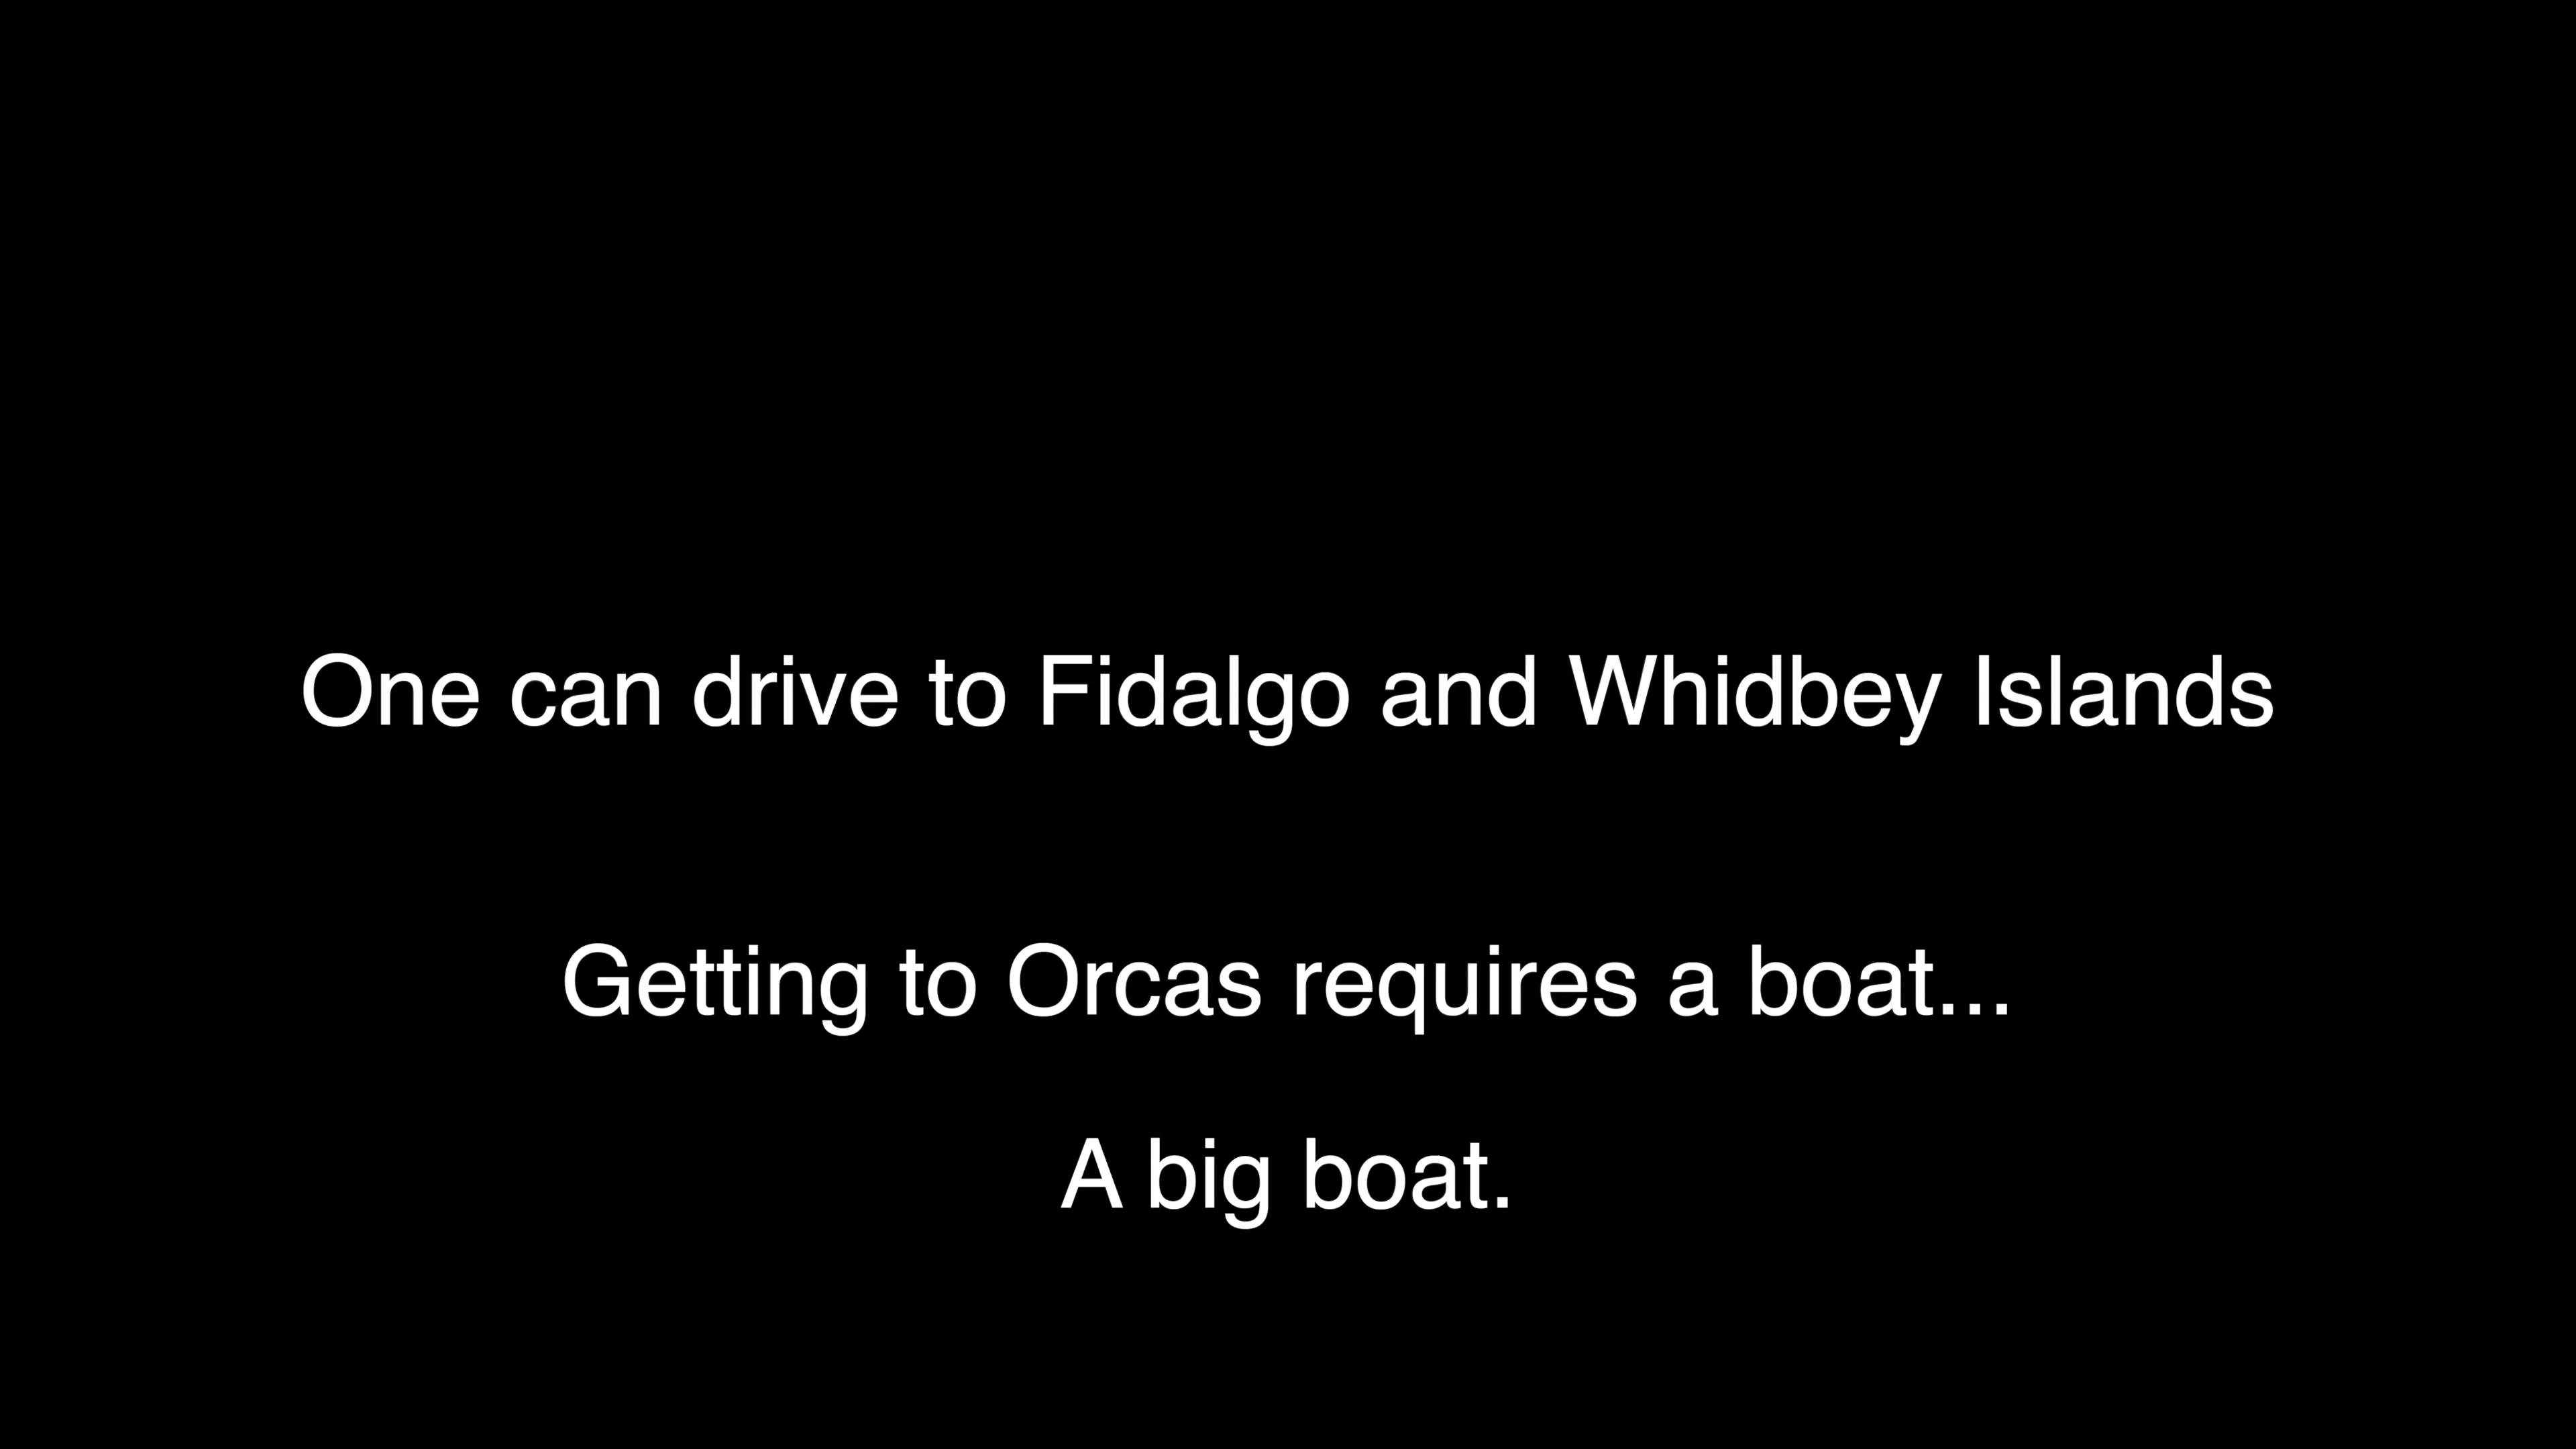 One can drive to Fidalgo and Whidbey Islands
Getting to Orcas requires a boat...
A big boat.